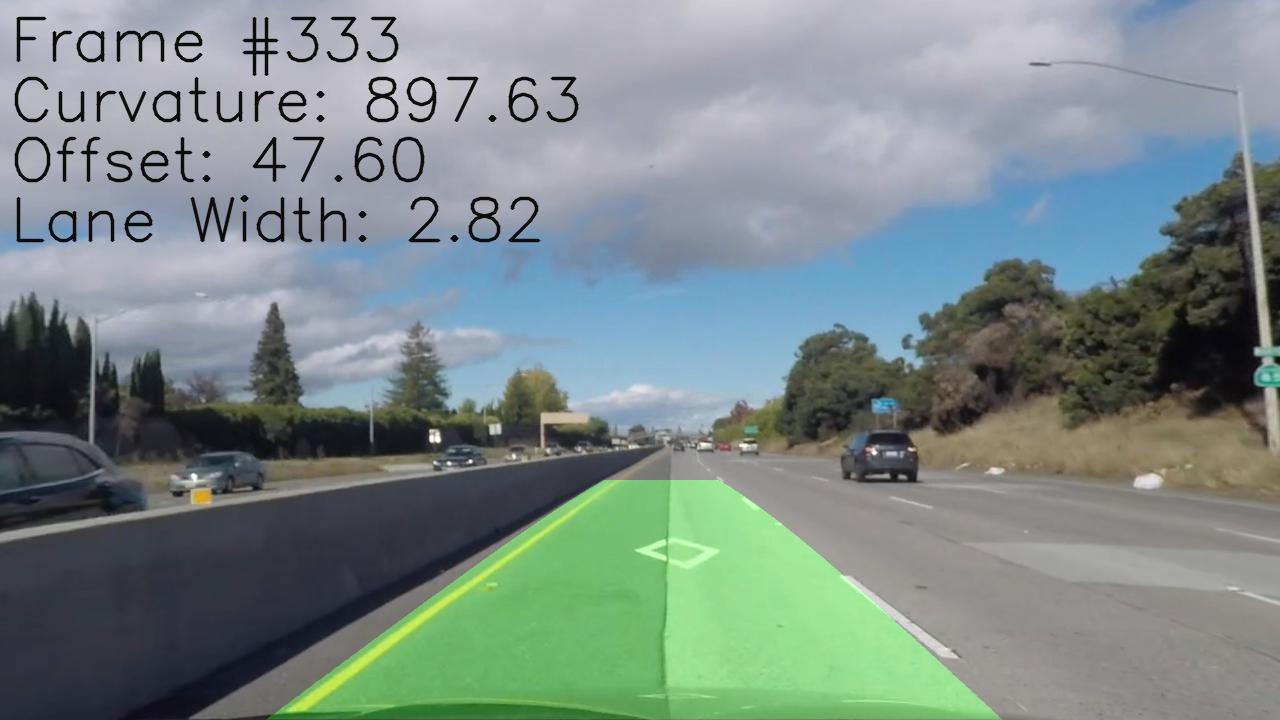 Frame #333
Curvature: 897.63
Offset: 47.60
Lane Width: 2.82